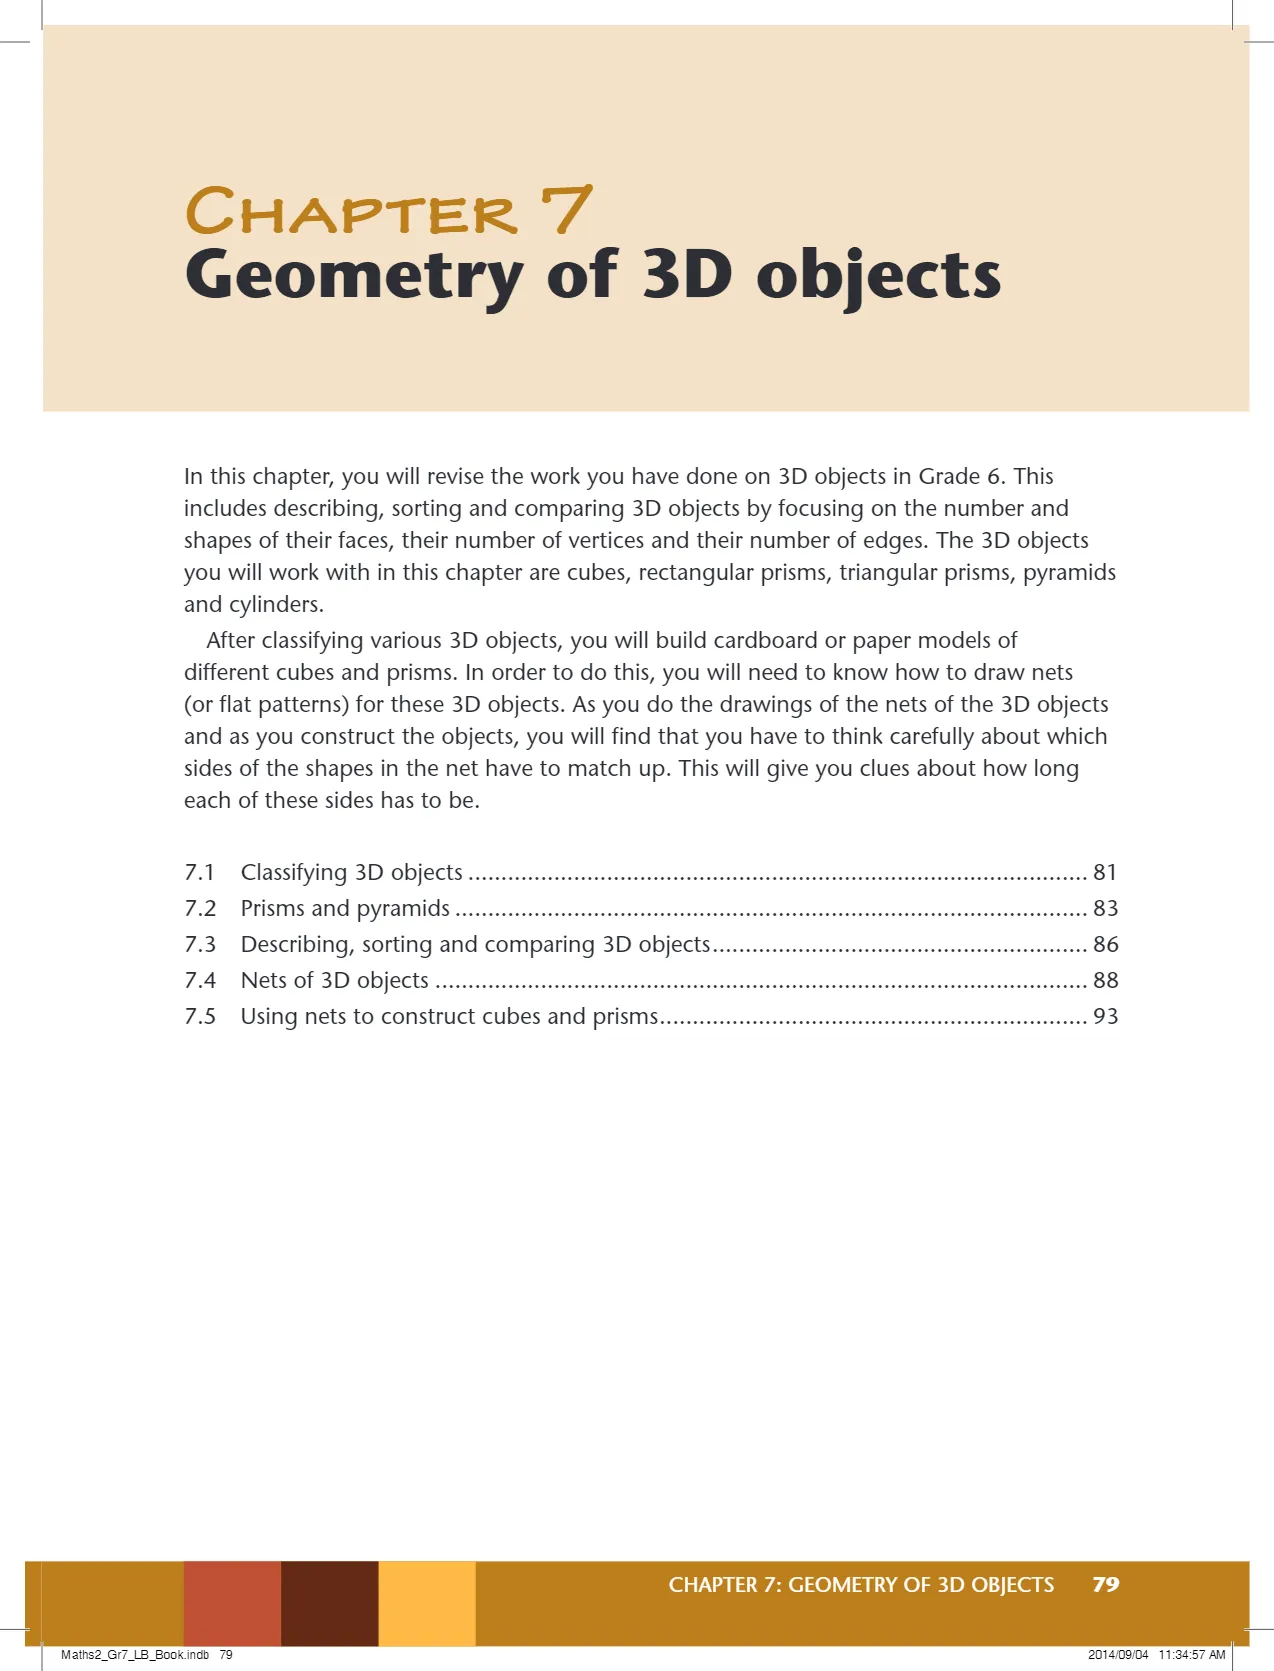 CHAPTER 7
Geometry of 3D objects
In this chapter, you will revise the work you have done on 3D objects in Grade 6. This
includes describing, sorting and comparing 3D objects by focusing on the number and
shapes of their faces, their number of vertices and their number of edges. The 3D objects
you will work with in this chapter are cubes, rectangular prisms, triangular prisms, pyramids
and cylinders.
After classifying various 3D objects, you will build cardboard or paper models of
different cubes and prisms. In order to do this, you will need to know how to draw nets
(or flat patterns) for these 3D objects. As you do the drawings of the nets of the 3D objects
and as you construct the objects, you will find that you have to think carefully about which
sides of the shapes in the net have to match up. This will give you clues about how long
each of these sides has to be.
7.1 Classifying 3D objects .............................................................................................. 81
7.2 Prisms and pyramids ................................................................................................ 83
7.3 Describing, sorting and comparing 3D objects......................................................... 86
7.4 Nets of 3D objects ................................................................................................... 88
7.5 Using nets to construct cubes and prisms................................................................. 93
CHAPTER 7: GEOMETRY OF 3D OBJECTS 79
Maths2_Gr7_LB_Book.indb 79 2014/09/04 11:34:57 AM